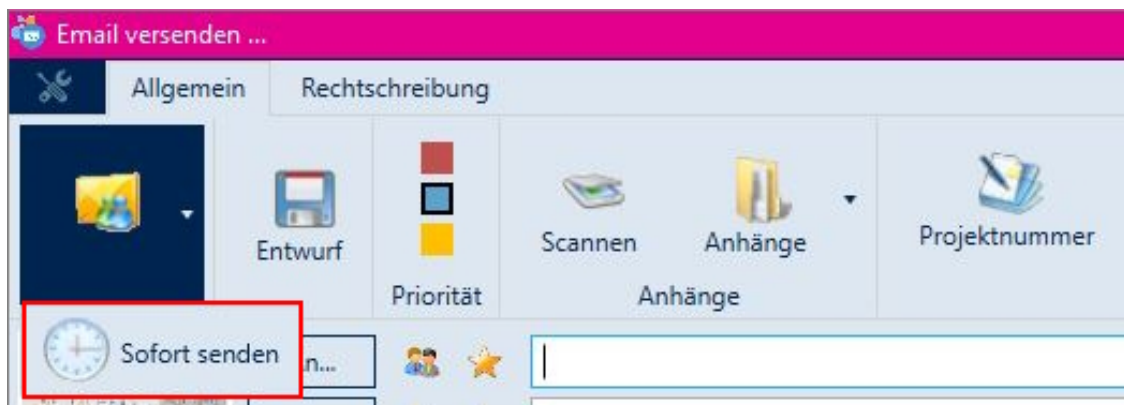 Email versenden ...
Allgemein Rechtschreibung
Entwurf Scannen Anhänge Projektnummer
Priorität Anhänge
Sofort senden